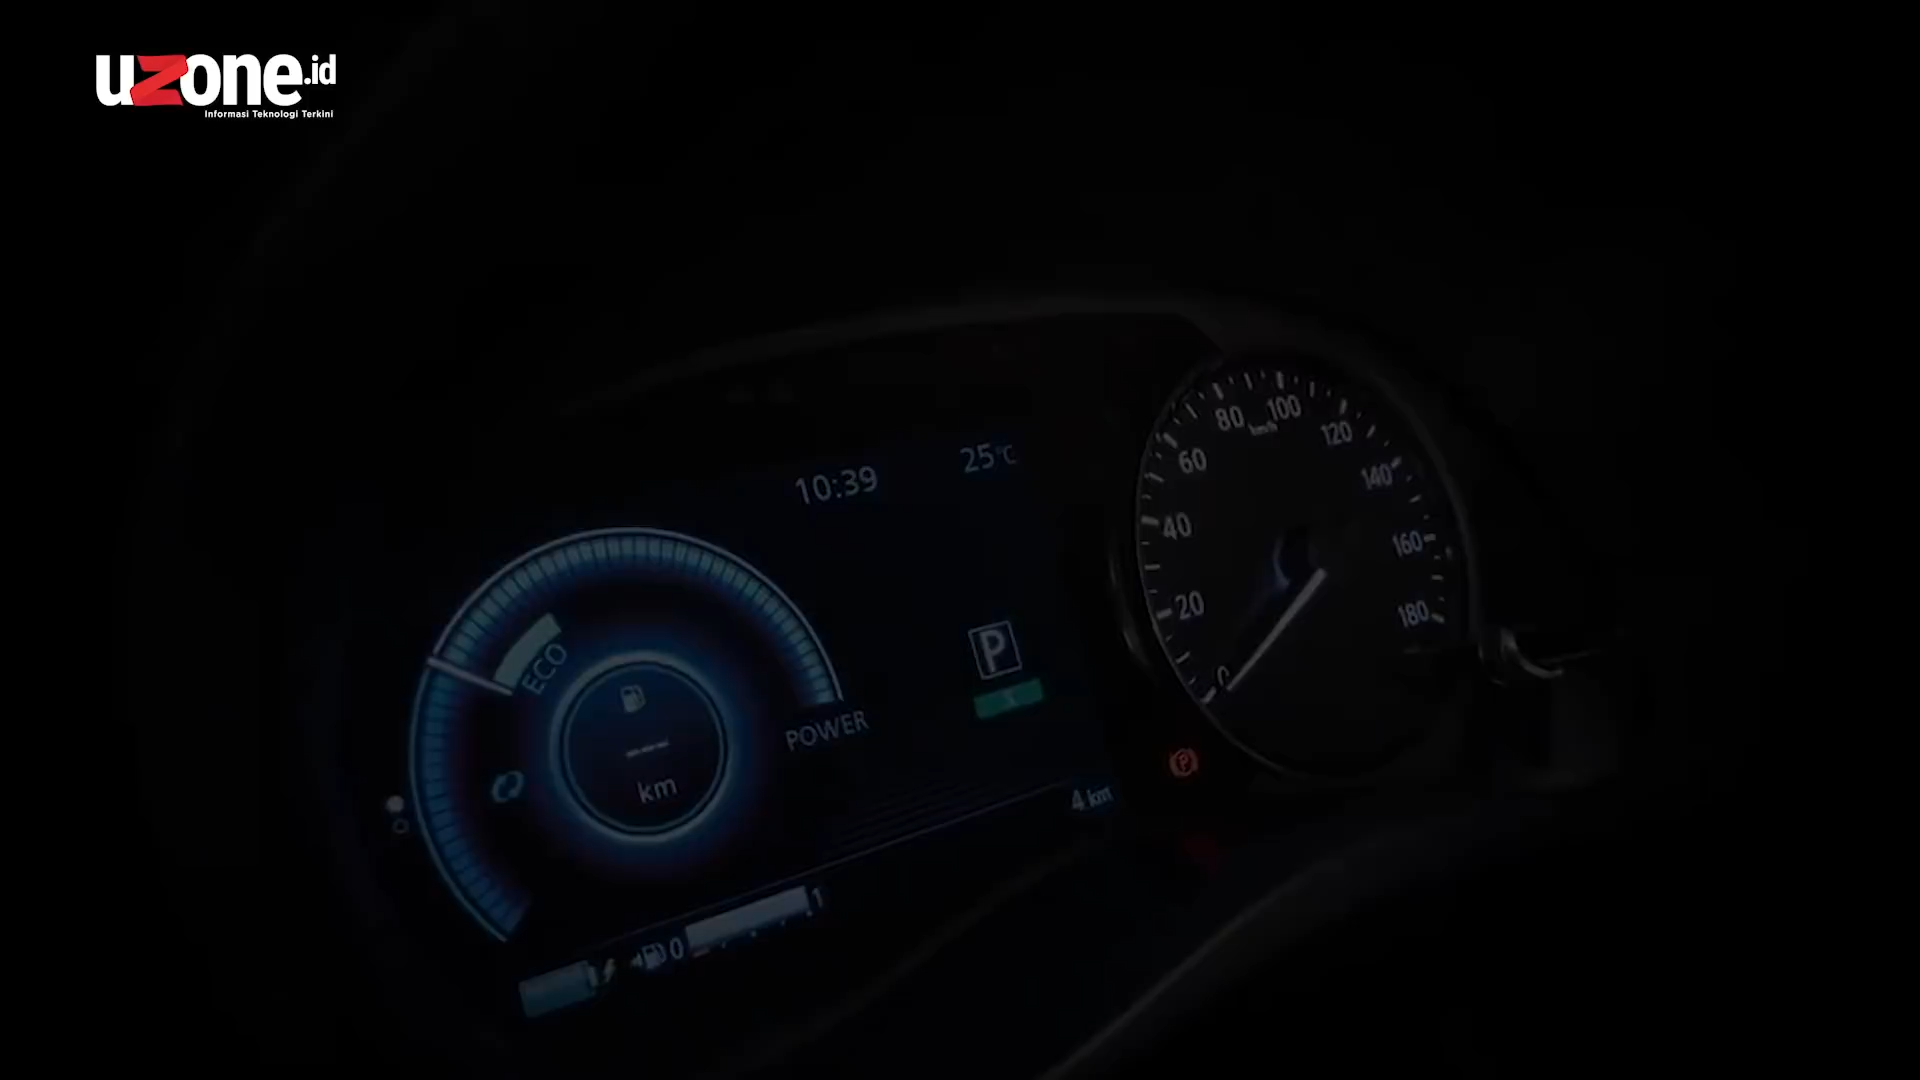 uzone.id
Informasi Teknologi Terkini
10:39
25°C
ECO
POWER
km
P
4 km
0
1
0
20
40
60
80
100
120
140
160
180
km/h
P